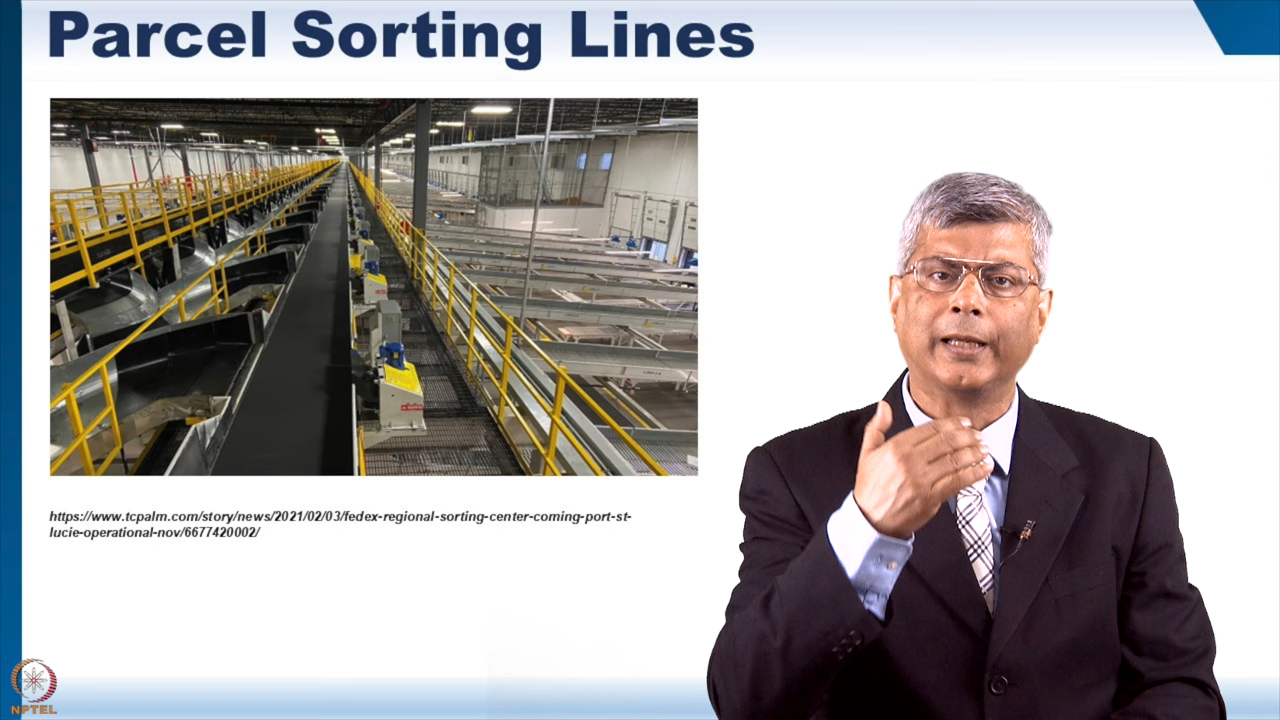 Parcel Sorting Lines
https://www.tcpalm.com/story/news/2021/02/03/fedex-regional-sorting-center-coming-port-st-
lucie-operational-nov/6677420002/
NPTEL